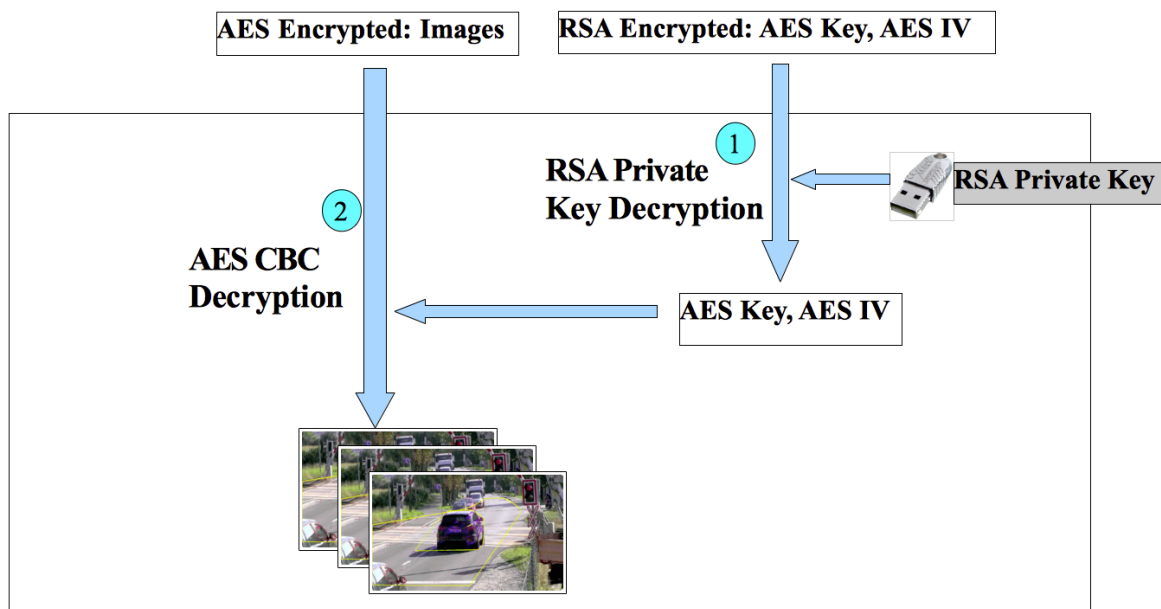 AES Encrypted: Images
RSA Encrypted: AES Key, AES IV
1
RSA Private
Key Decryption
RSA Private Key
2
AES CBC
Decryption
AES Key, AES IV